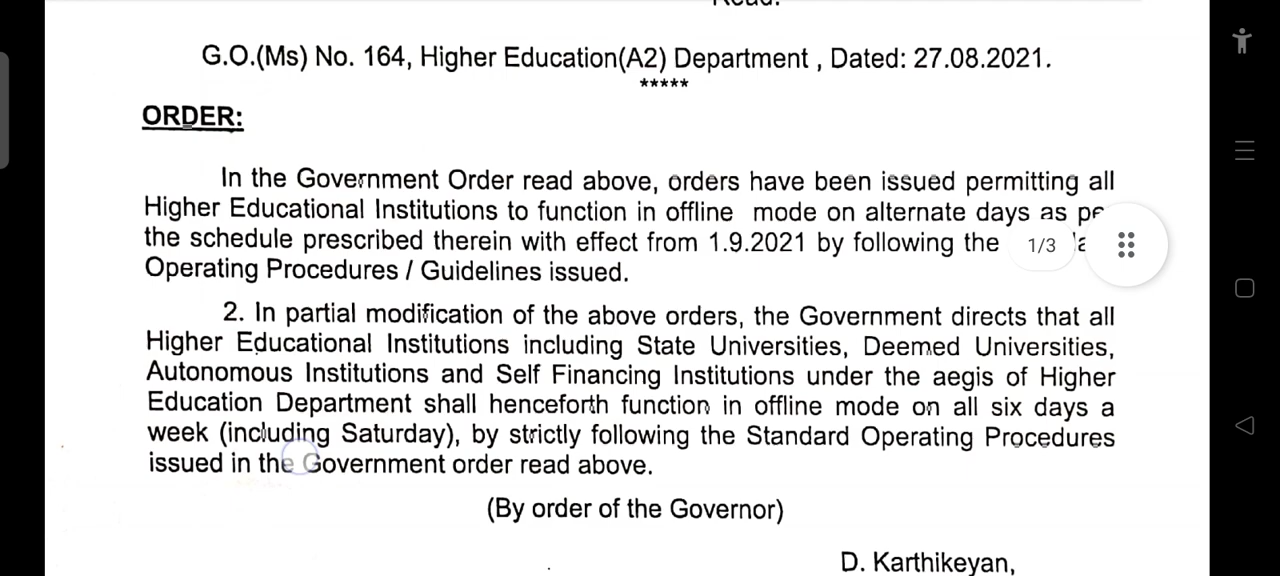 G.O.(Ms) No. 164, Higher Education(A2) Department , Dated: 27.08.2021.
*****
ORDER:
In the Government Order read above, orders have been issued permitting all
Higher Educational Institutions to function in offline mode on alternate days as
the schedule prescribed therein with effect from 1.9.2021 by following the
1/3
Operating Procedures / Guidelines issued.
2. In partial modification of the above orders, the Government directs that all
Higher Educational Institutions including State Universities, Deemed Universities,
Autonomous Institutions and Self Financing Institutions under the aegis of Higher
Education Department shall henceforth function in offline mode on all six days a
week (including Saturday), by strictly following the Standard Operating Procedures
issued in the Government order read above.
(By order of the Governor)
D. Karthikeyan,